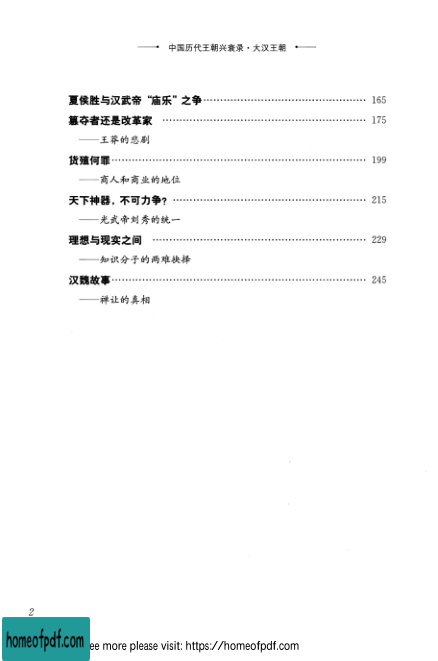 中国历代王朝兴衰录·大汉王朝
夏侯胜与汉武帝“庙乐”之争 165
篡夺者还是改革家 175
——王莽的悲剧
货殖何罪 199
——商人和商业的地位
天下神器，不可力争？ 215
——光武帝刘秀的统一
理想与现实之间 229
——知识分子的两难抉择
汉魏故事 245
——禅让的真相
2
homeofpdf.com
ee more please visit: https://homeofpdf.com